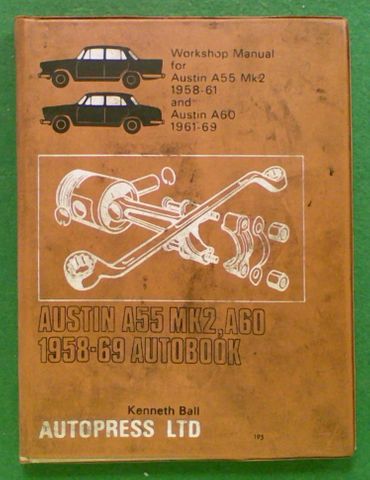 Workshop Manual
for
Austin A55 Mk2
1958-61
and
Austin A60
1961-69
AUSTIN A55 MK2, A60
1958-69 AUTOBOOK
Kenneth Ball
AUTOPRESS LTD
195